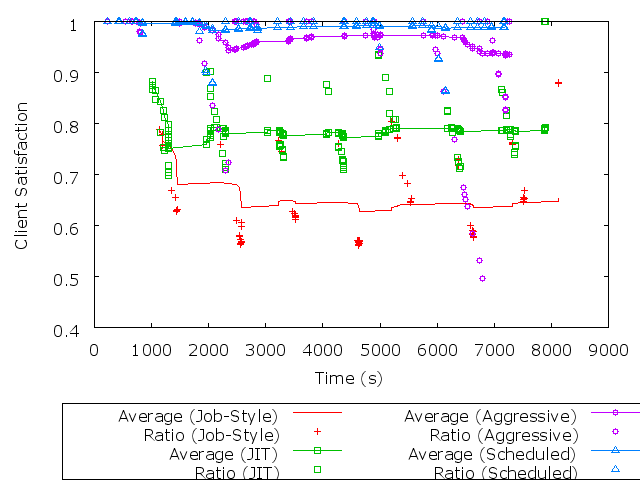 1
0.9
0.8
0.7
0.6
0.5
0.4
Client Satisfaction
0 1000 2000 3000 4000 5000 6000 7000 8000 9000
Time (s)
Average (Job-Style)
Ratio (Job-Style)
Average (JIT)
Ratio (JIT)
Average (Aggressive)
Ratio (Aggressive)
Average (Scheduled)
Ratio (Scheduled)